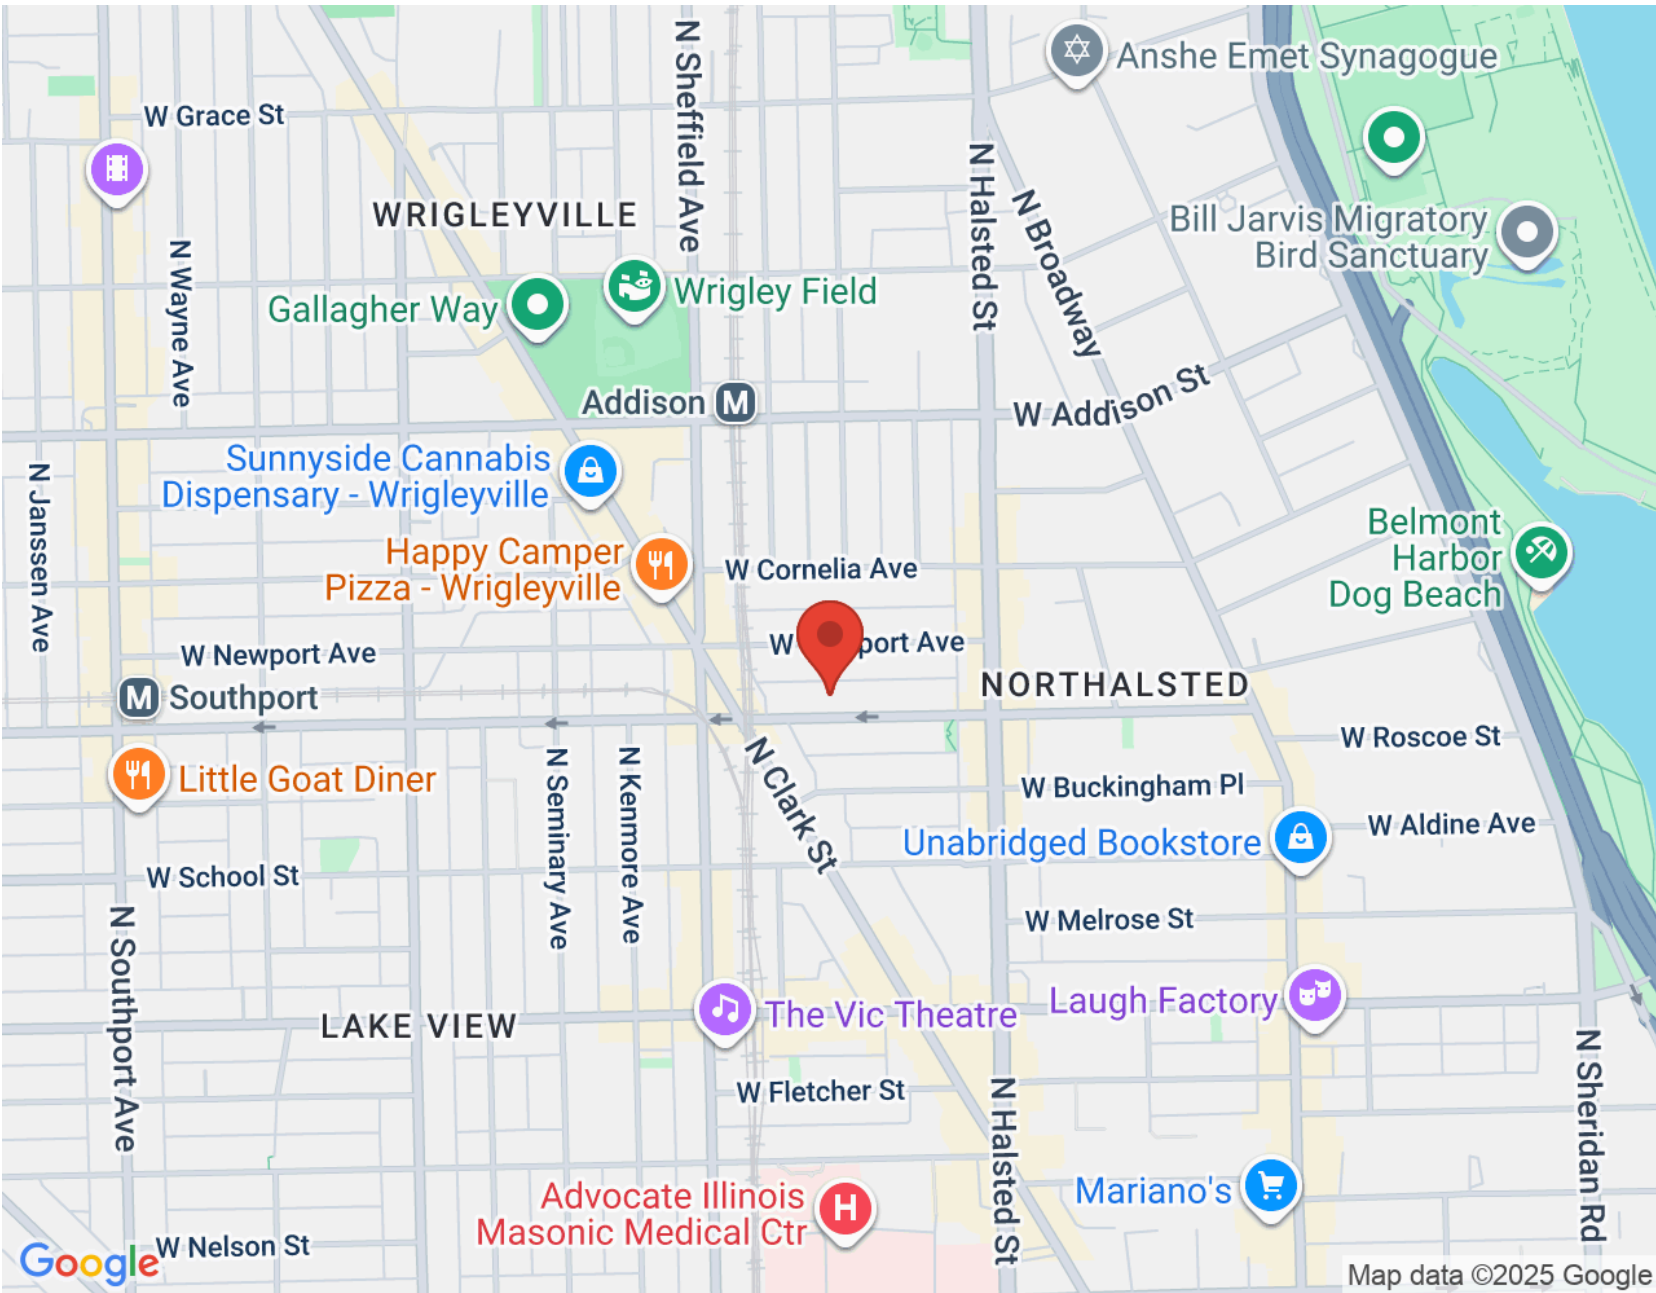 Anshe Emet Synagogue
W Grace St
N Sheffield Ave
N Halsted St
N Broadway
WRIGLEYVILLE
Bill Jarvis Migratory
Bird Sanctuary
N Wayne Ave
Gallagher Way
Wrigley Field
Addison
M
W Addison St
Sunnyside Cannabis
Dispensary - Wrigleyville
N Janssen Ave
Happy Camper
Pizza - Wrigleyville
W Cornelia Ave
Belmont
Harbor
Dog Beach
W Newport Ave
W port Ave
M
Southport
NORTHALSTED
W Roscoe St
Little Goat Diner
N Seminary Ave
N Kenmore Ave
N Clark St
W Buckingham Pl
Unabridged Bookstore
W Aldine Ave
W School St
W Melrose St
N Southport Ave
LAKE VIEW
The Vic Theatre
Laugh Factory
N Sheridan Rd
W Fletcher St
N Halsted St
Advocate Illinois
Masonic Medical Ctr
H
Mariano's
W Nelson St
Google
Map data ©2025 Google